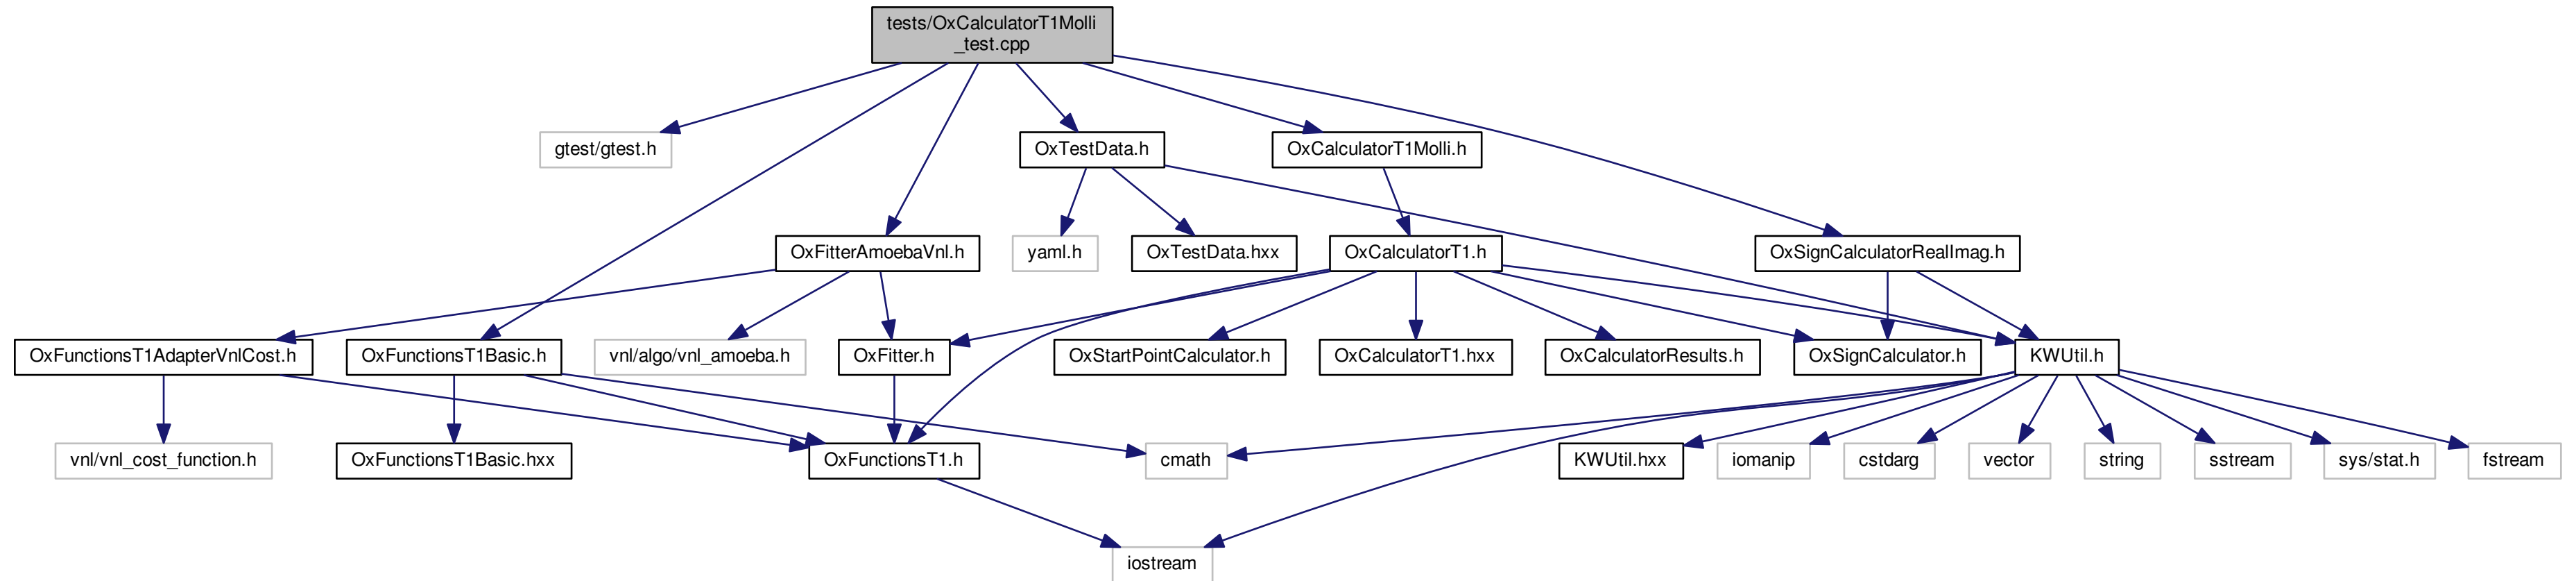 tests/OxCalculatorT1Molli
_test.cpp
gtest/gtest.h
OxTestData.h
OxCalculatorT1Molli.h
OxFitterAmoebaVnl.h
yaml.h
OxTestData.hxx
OxCalculatorT1.h
OxSignCalculatorRealImag.h
OxFunctionsT1AdapterVnlCost.h
OxFunctionsT1Basic.h
vnl/algo/vnl_amoeba.h
OxFitter.h
OxStartPointCalculator.h
OxCalculatorT1.hxx
OxCalculatorResults.h
OxSignCalculator.h
KWUtil.h
vnl/vnl_cost_function.h
OxFunctionsT1Basic.hxx
OxFunctionsT1.h
cmath
KWUtil.hxx
iomanip
cstdarg
vector
string
sstream
sys/stat.h
fstream
iostream